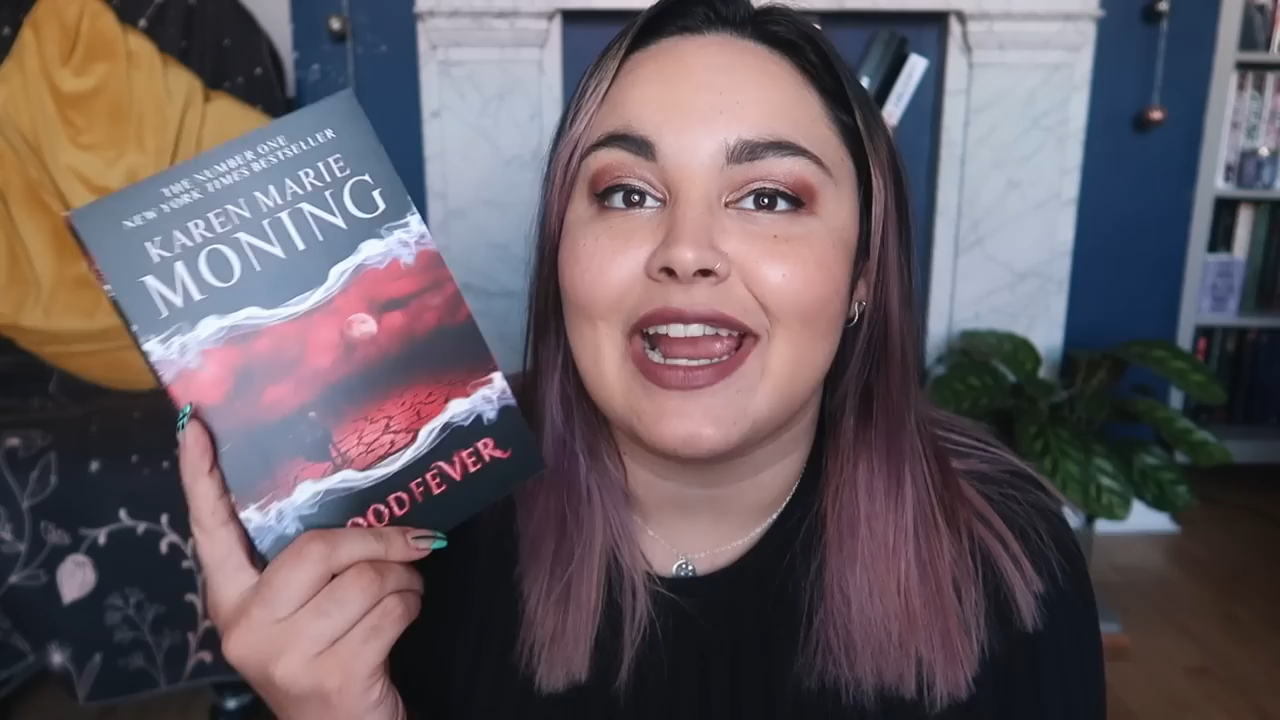 THE NUMBER ONE
NEW YORK TIMES BESTSELLER
KAREN MARIE
MONING
OODFEVER